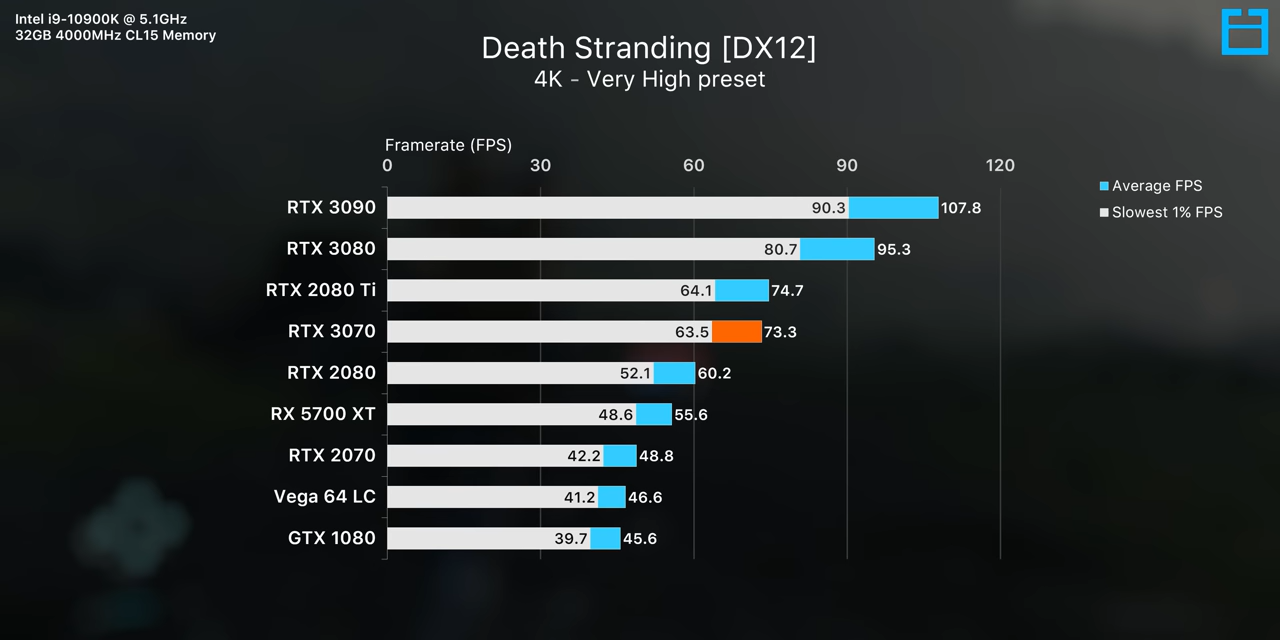 Intel i9-10900K @ 5.1GHz
32GB 4000MHz CL15 Memory
Death Stranding [DX12]
4K - Very High preset
Framerate (FPS)
0 30 60 90 120
Average FPS
Slowest 1% FPS
RTX 3090 90.3 107.8
RTX 3080 80.7 95.3
RTX 2080 Ti 64.1 74.7
RTX 3070 63.5 73.3
RTX 2080 52.1 60.2
RX 5700 XT 48.6 55.6
RTX 2070 42.2 48.8
Vega 64 LC 41.2 46.6
GTX 1080 39.7 45.6